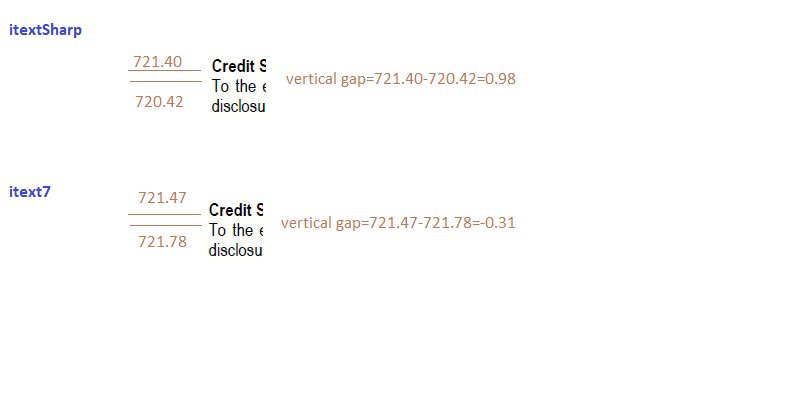 itextSharp
721.40
Credit S
vertical gap=721.40-720.42=0.98
To the
720.42
disclosu
itext7
721.47
Credit S
vertical gap=721.47-721.78=-0.31
To the
721.78
disclosu